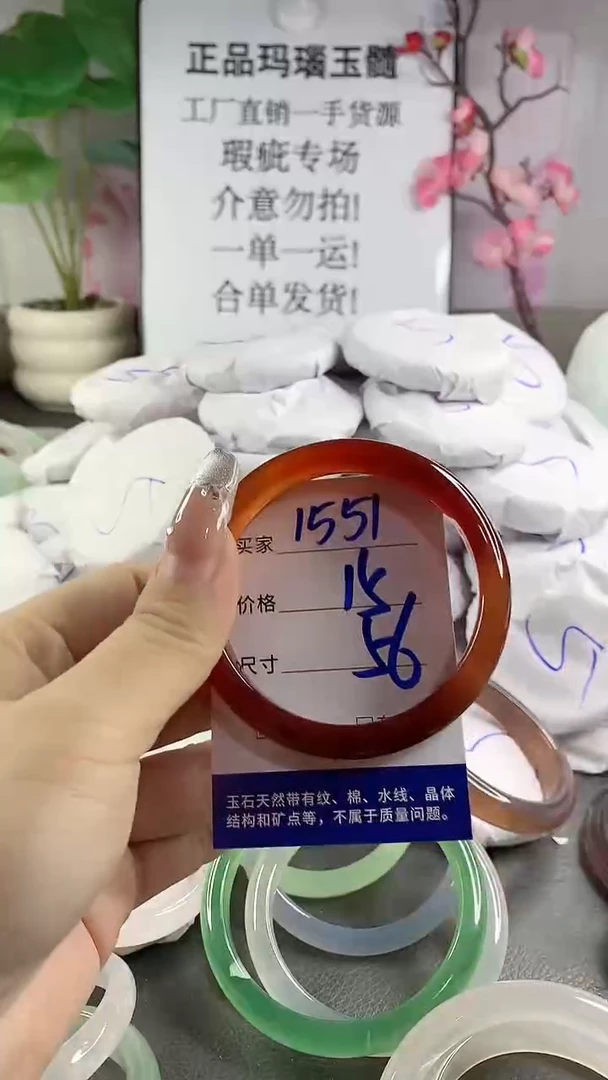 正品玛瑙玉髓
工厂直销一手货源
瑕疵专场
介意勿拍!
一单一运!
合单发货!
买家 1551
价格 15
尺寸 56
玉石天然带有纹、棉、水线、晶体
结构和矿点等，不属于质量问题。